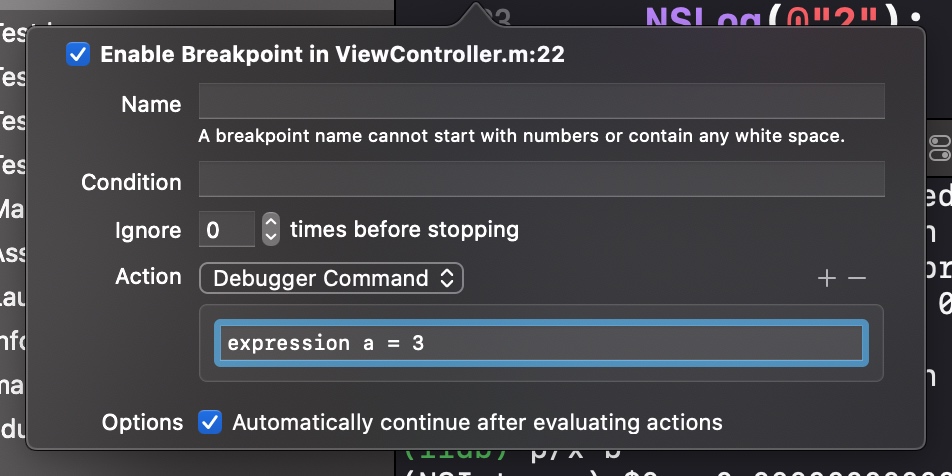 23 NSLog(@"2");
Enable Breakpoint in ViewController.m:22
Name
A breakpoint name cannot start with numbers or contain any white space.
Condition
Ignore 0 times before stopping
Action Debugger Command
expression a = 3
Options Automatically continue after evaluating actions
(lldb) p/x b